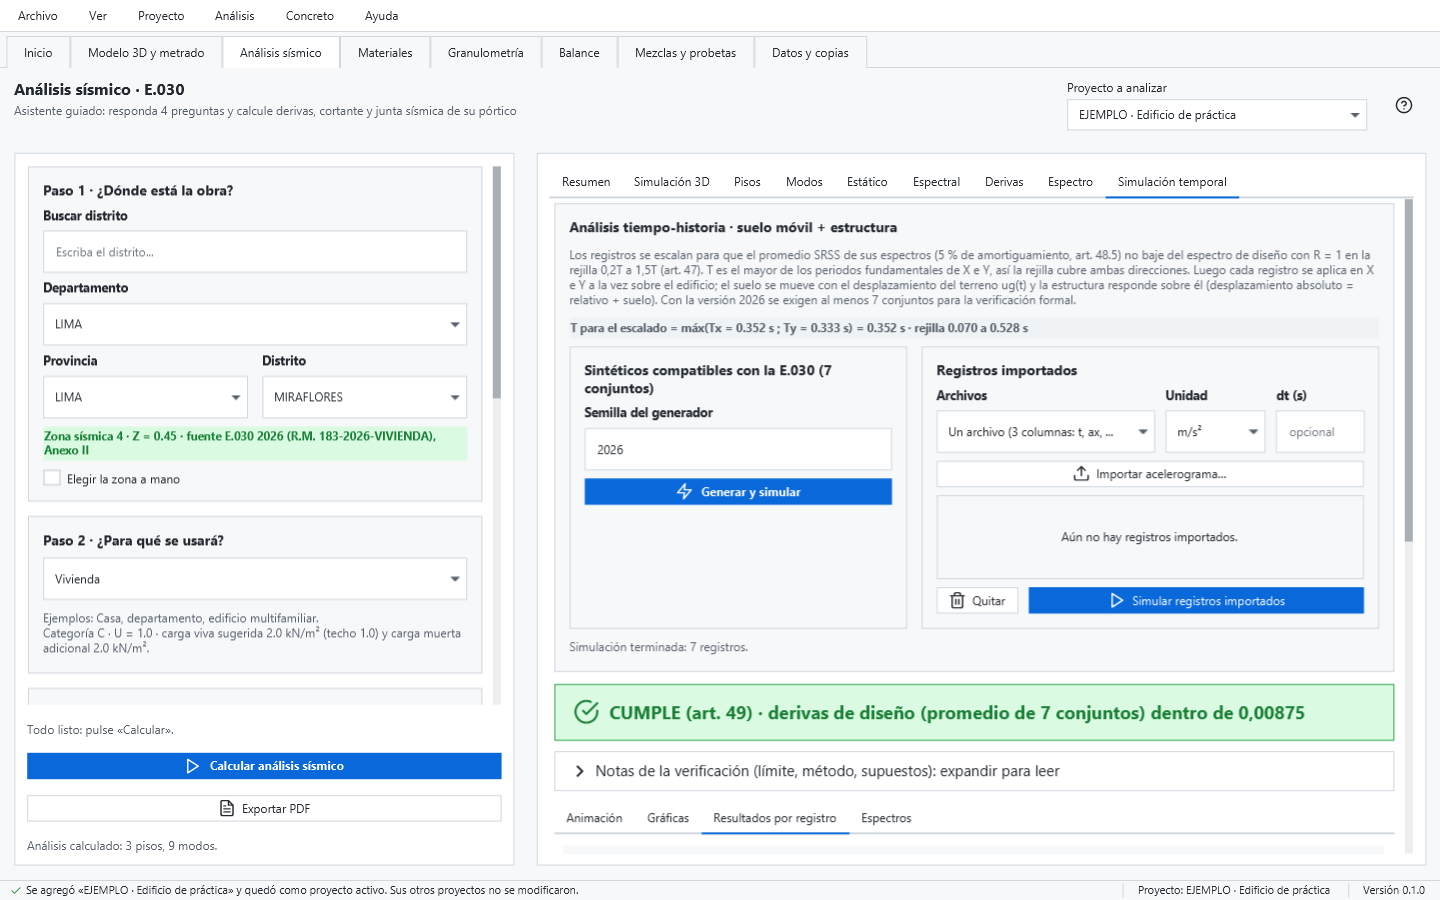 Archivo Ver Proyecto Análisis Concreto Ayuda
Inicio Modelo 3D y metrado Análisis sísmico Materiales Granulometría Balance Mezclas y probetas Datos y copias
Análisis sísmico · E.030
Asistente guiado: responda 4 preguntas y calcule derivas, cortante y junta sísmica de su pórtico
Proyecto a analizar
EJEMPLO · Edificio de práctica
Paso 1 · ¿Dónde está la obra?
Buscar distrito
Escriba el distrito...
Departamento
LIMA
Provincia Distrito
LIMA MIRAFLORES
Zona sísmica 4 · Z = 0.45 · fuente E.030 2026 (R.M. 183-2026-VIVIENDA),
Anexo II
Elegir la zona a mano
Paso 2 · ¿Para qué se usará?
Vivienda
Ejemplos: Casa, departamento, edificio multifamiliar.
Categoría C · U = 1.0 · carga viva sugerida 2.0 kN/m² (techo 1.0) y carga muerta
adicional 2.0 kN/m².
Todo listo: pulse «Calcular».
Calcular análisis sísmico
Exportar PDF
Análisis calculado: 3 pisos, 9 modos.
Resumen Simulación 3D Pisos Modos Estático Espectral Derivas Espectro Simulación temporal
Análisis tiempo-historia · suelo móvil + estructura
Los registros se escalan para que el promedio SRSS de sus espectros (5 % de amortiguamiento, art. 48.5) no baje del espectro de diseño con R = 1 en la
rejilla 0,2T a 1,5T (art. 47). T es el mayor de los periodos fundamentales de X e Y, así la rejilla cubre ambas direcciones. Luego cada registro se aplica en X
e Y a la vez sobre el edificio; el suelo se mueve con el desplazamiento del terreno ug(t) y la estructura responde sobre él (desplazamiento absoluto =
relativo + suelo). Con la versión 2026 se exigen al menos 7 conjuntos para la verificación formal.
T para el escalado = máx(Tx = 0.352 s ; Ty = 0.333 s) = 0.352 s · rejilla 0.070 a 0.528 s
Sintéticos compatibles con la E.030 (7
conjuntos)
Semilla del generador
2026
Generar y simular
Registros importados
Archivos Unidad dt (s)
Un archivo (3 columnas: t, ax, ... m/s² opcional
Importar acelerograma...
Aún no hay registros importados.
Quitar Simular registros importados
Simulación terminada: 7 registros.
CUMPLE (art. 49) · derivas de diseño (promedio de 7 conjuntos) dentro de 0,00875
Notas de la verificación (límite, método, supuestos): expandir para leer
Animación Gráficas Resultados por registro Espectros
Se agregó «EJEMPLO · Edificio de práctica» y quedó como proyecto activo. Sus otros proyectos no se modificaron.
Proyecto: EJEMPLO · Edificio de práctica Versión 0.1.0